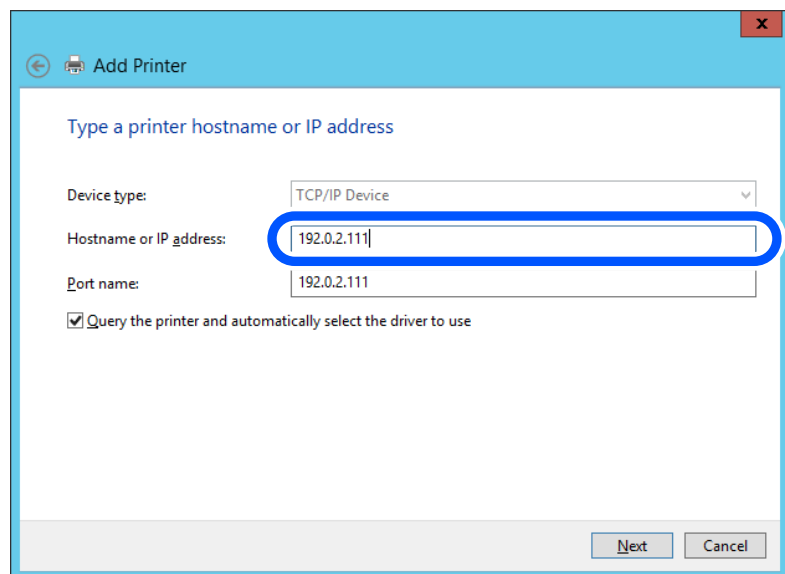 x
Add Printer
Type a printer hostname or IP address
Device type: TCP/IP Device
Hostname or IP address: 192.0.2.111
Port name: 192.0.2.111
Query the printer and automatically select the driver to use
Next Cancel